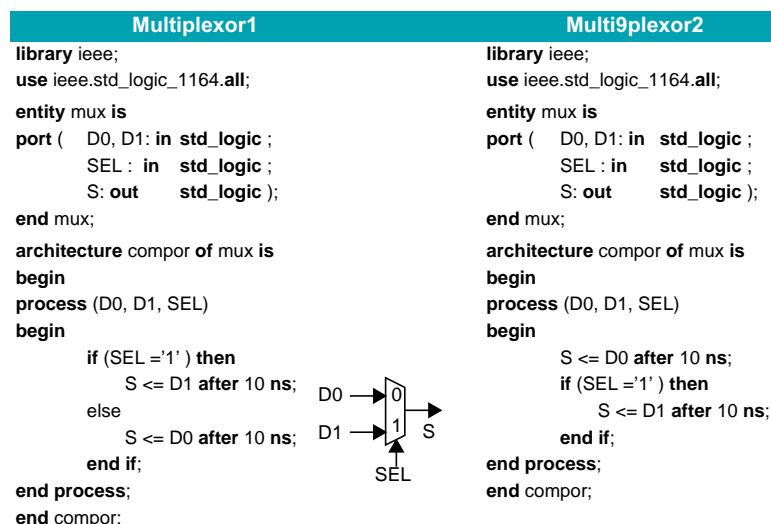 Multiplexor1
library ieee;
use ieee.std_logic_1164.all;
entity mux is
port ( D0, D1: in std_logic ;
SEL : in std_logic ;
S: out std_logic );
end mux;
architecture compor of mux is
begin
process (D0, D1, SEL)
begin
if (SEL ='1' ) then
S <= D1 after 10 ns;
else
S <= D0 after 10 ns;
end if;
end process;
end compor;
D0
D1
0
1
S
SEL
Multi9plexor2
library ieee;
use ieee.std_logic_1164.all;
entity mux is
port ( D0, D1: in std_logic ;
SEL : in std_logic ;
S: out std_logic );
end mux;
architecture compor of mux is
begin
process (D0, D1, SEL)
begin
S <= D0 after 10 ns;
if (SEL ='1' ) then
S <= D1 after 10 ns;
end if;
end process;
end compor;